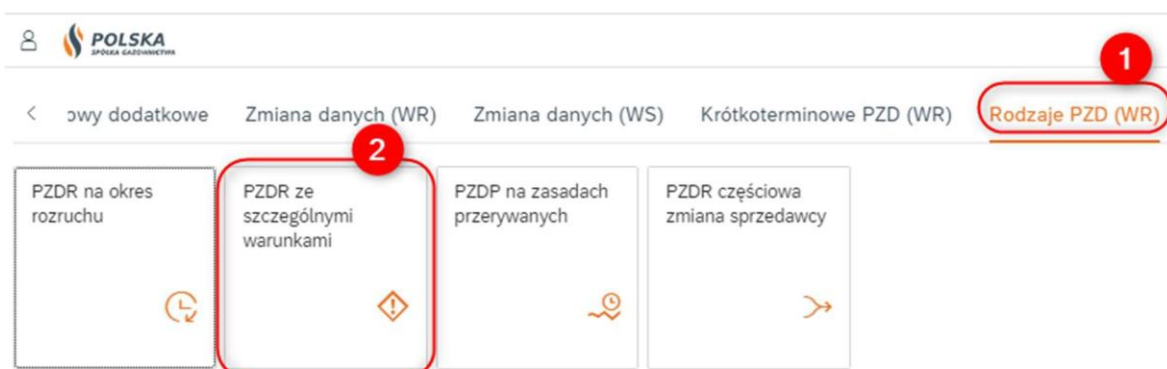 POLSKA
SPÓŁKA GAZOWNICTWA
1
owy dodatkowe Zmiana danych (WR) Zmiana danych (WS) Krótkoterminowe PZD (WR) Rodzaje PZD (WR)
2
PZDR na okres
rozruchu
PZDR ze
szczególnymi
warunkami
PZDP na zasadach
przerywanych
PZDR częściowa
zmiana sprzedawcy